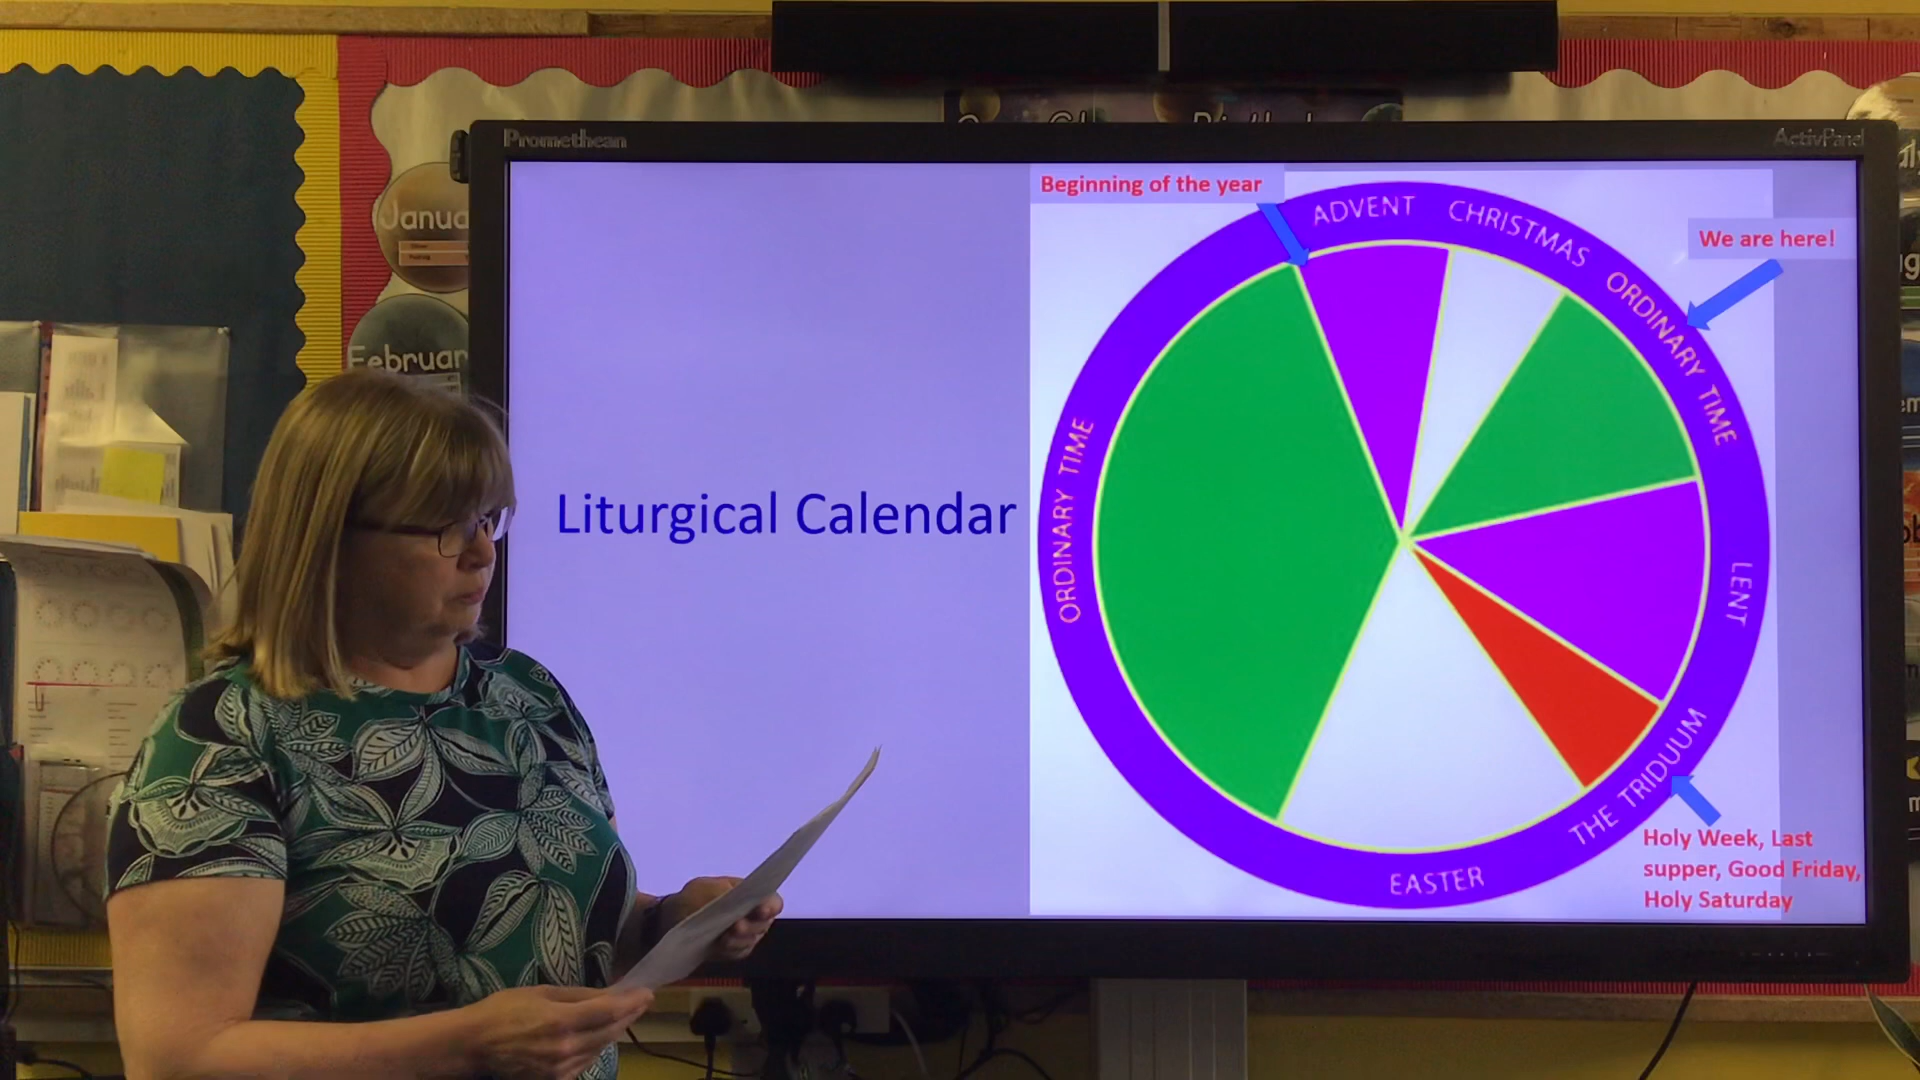 Promethean
ActivPanel
Beginning of the year
ADVENT
CHRISTMAS
We are here!
ORDINARY TIME
Janua
Februar
Liturgical Calendar
ORDINARY TIME
LENT
THE TRIDUUM
EASTER
Holy Week, Last
supper, Good Friday,
Holy Saturday